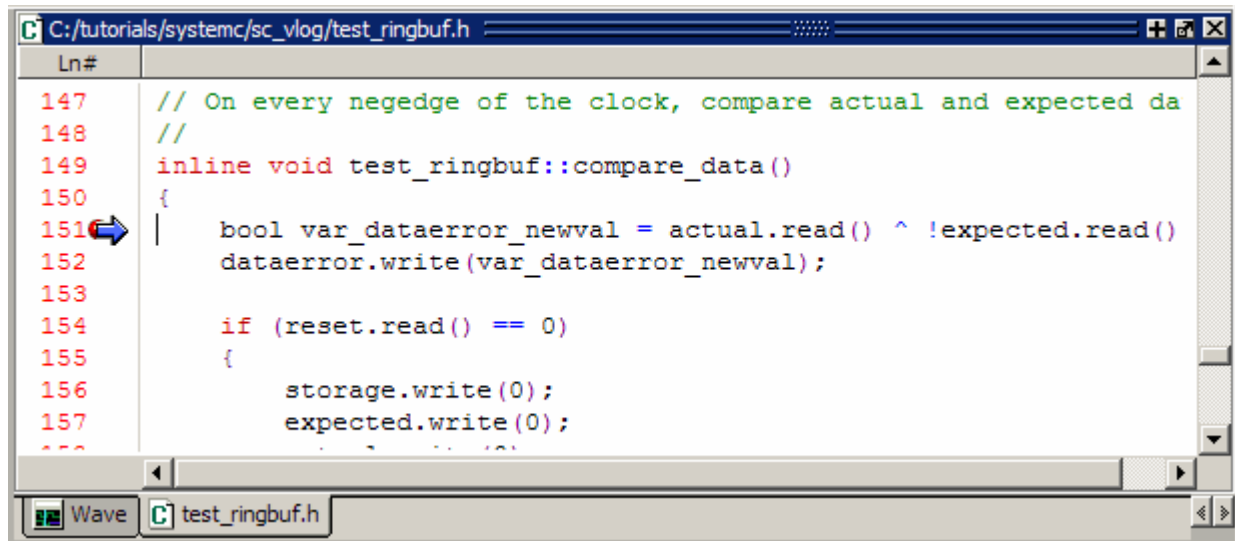 C:/tutorials/systemc/sc_vlog/test_ringbuf.h
Ln#
147 // On every negedge of the clock, compare actual and expected da
148 //
149 inline void test_ringbuf::compare_data()
150 {
151 bool var_dataerror_newval = actual.read() ^ !expected.read()
152 dataerror.write(var_dataerror_newval);
153
154 if (reset.read() == 0)
155 {
156 storage.write(0);
157 expected.write(0);
Wave test_ringbuf.h